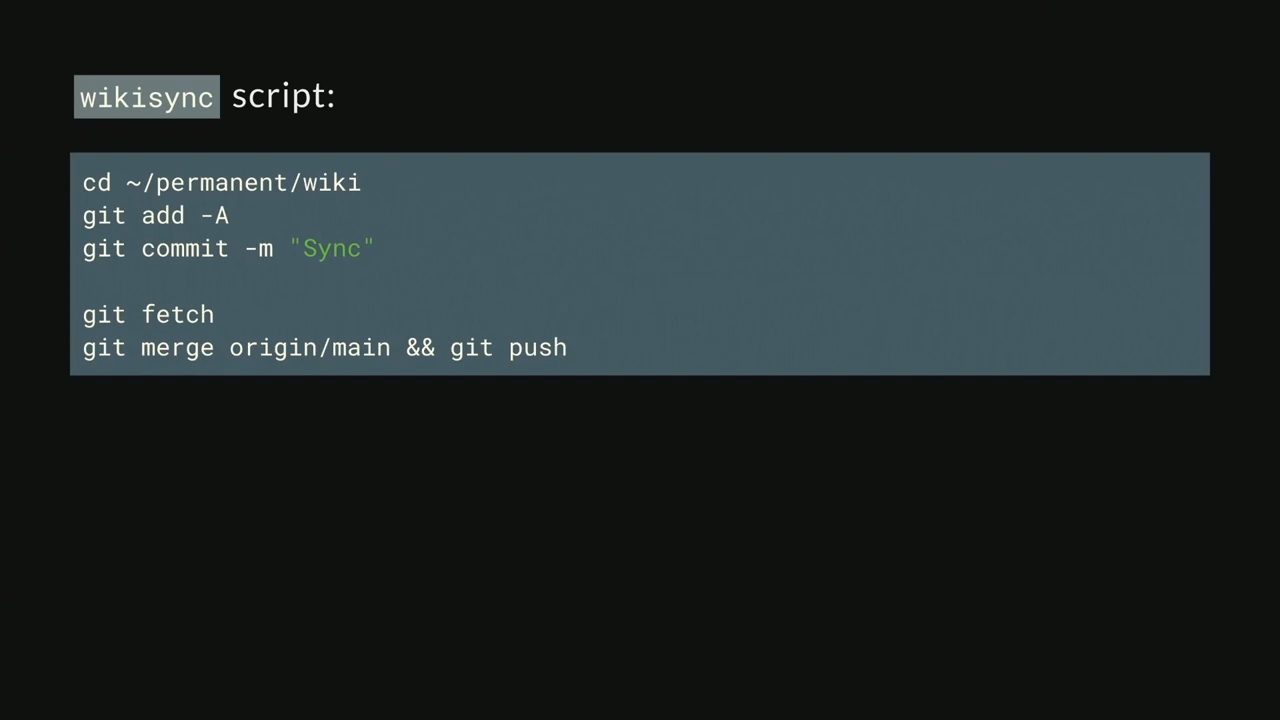 wikisync script:
cd ~/permanent/wiki
git add -A
git commit -m "Sync"
git fetch
git merge origin/main && git push